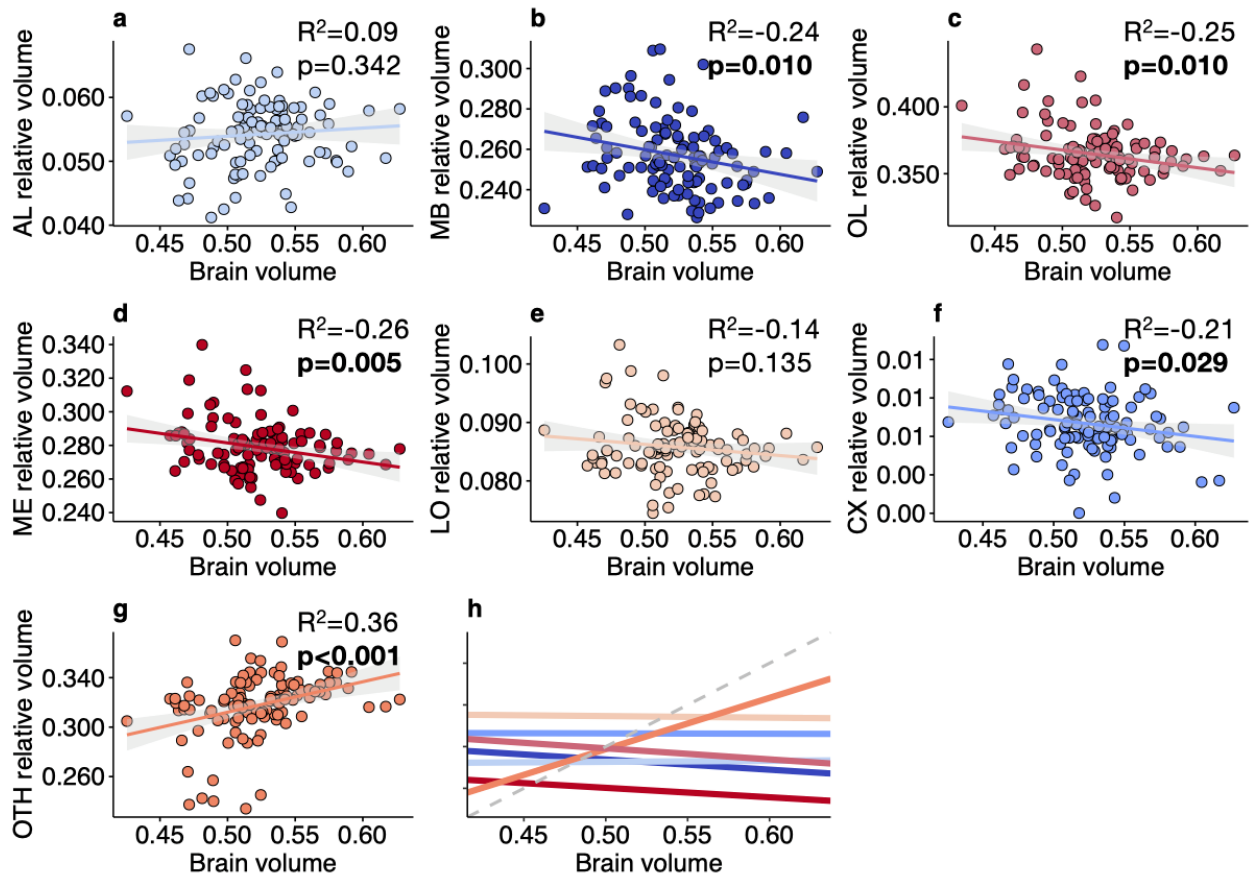 a
R²=0.09
p=0.342
AL relative volume
0.060
0.050
0.040
0.45 0.50 0.55 0.60
Brain volume
b
R²=-0.24
p=0.010
MB relative volume
0.300
0.280
0.260
0.240
0.45 0.50 0.55 0.60
Brain volume
c
R²=-0.25
p=0.010
OL relative volume
0.400
0.350
0.45 0.50 0.55 0.60
Brain volume
d
R²=-0.26
p=0.005
ME relative volume
0.340
0.320
0.300
0.280
0.260
0.240
0.45 0.50 0.55 0.60
Brain volume
e
R²=-0.14
p=0.135
LO relative volume
0.100
0.090
0.080
0.45 0.50 0.55 0.60
Brain volume
f
R²=-0.21
p=0.029
CX relative volume
0.01
0.01
0.01
0.00
0.00
0.45 0.50 0.55 0.60
Brain volume
g
R²=0.36
p<0.001
OTH relative volume
0.340
0.300
0.260
0.45 0.50 0.55 0.60
Brain volume
h
0.45 0.50 0.55 0.60
Brain volume